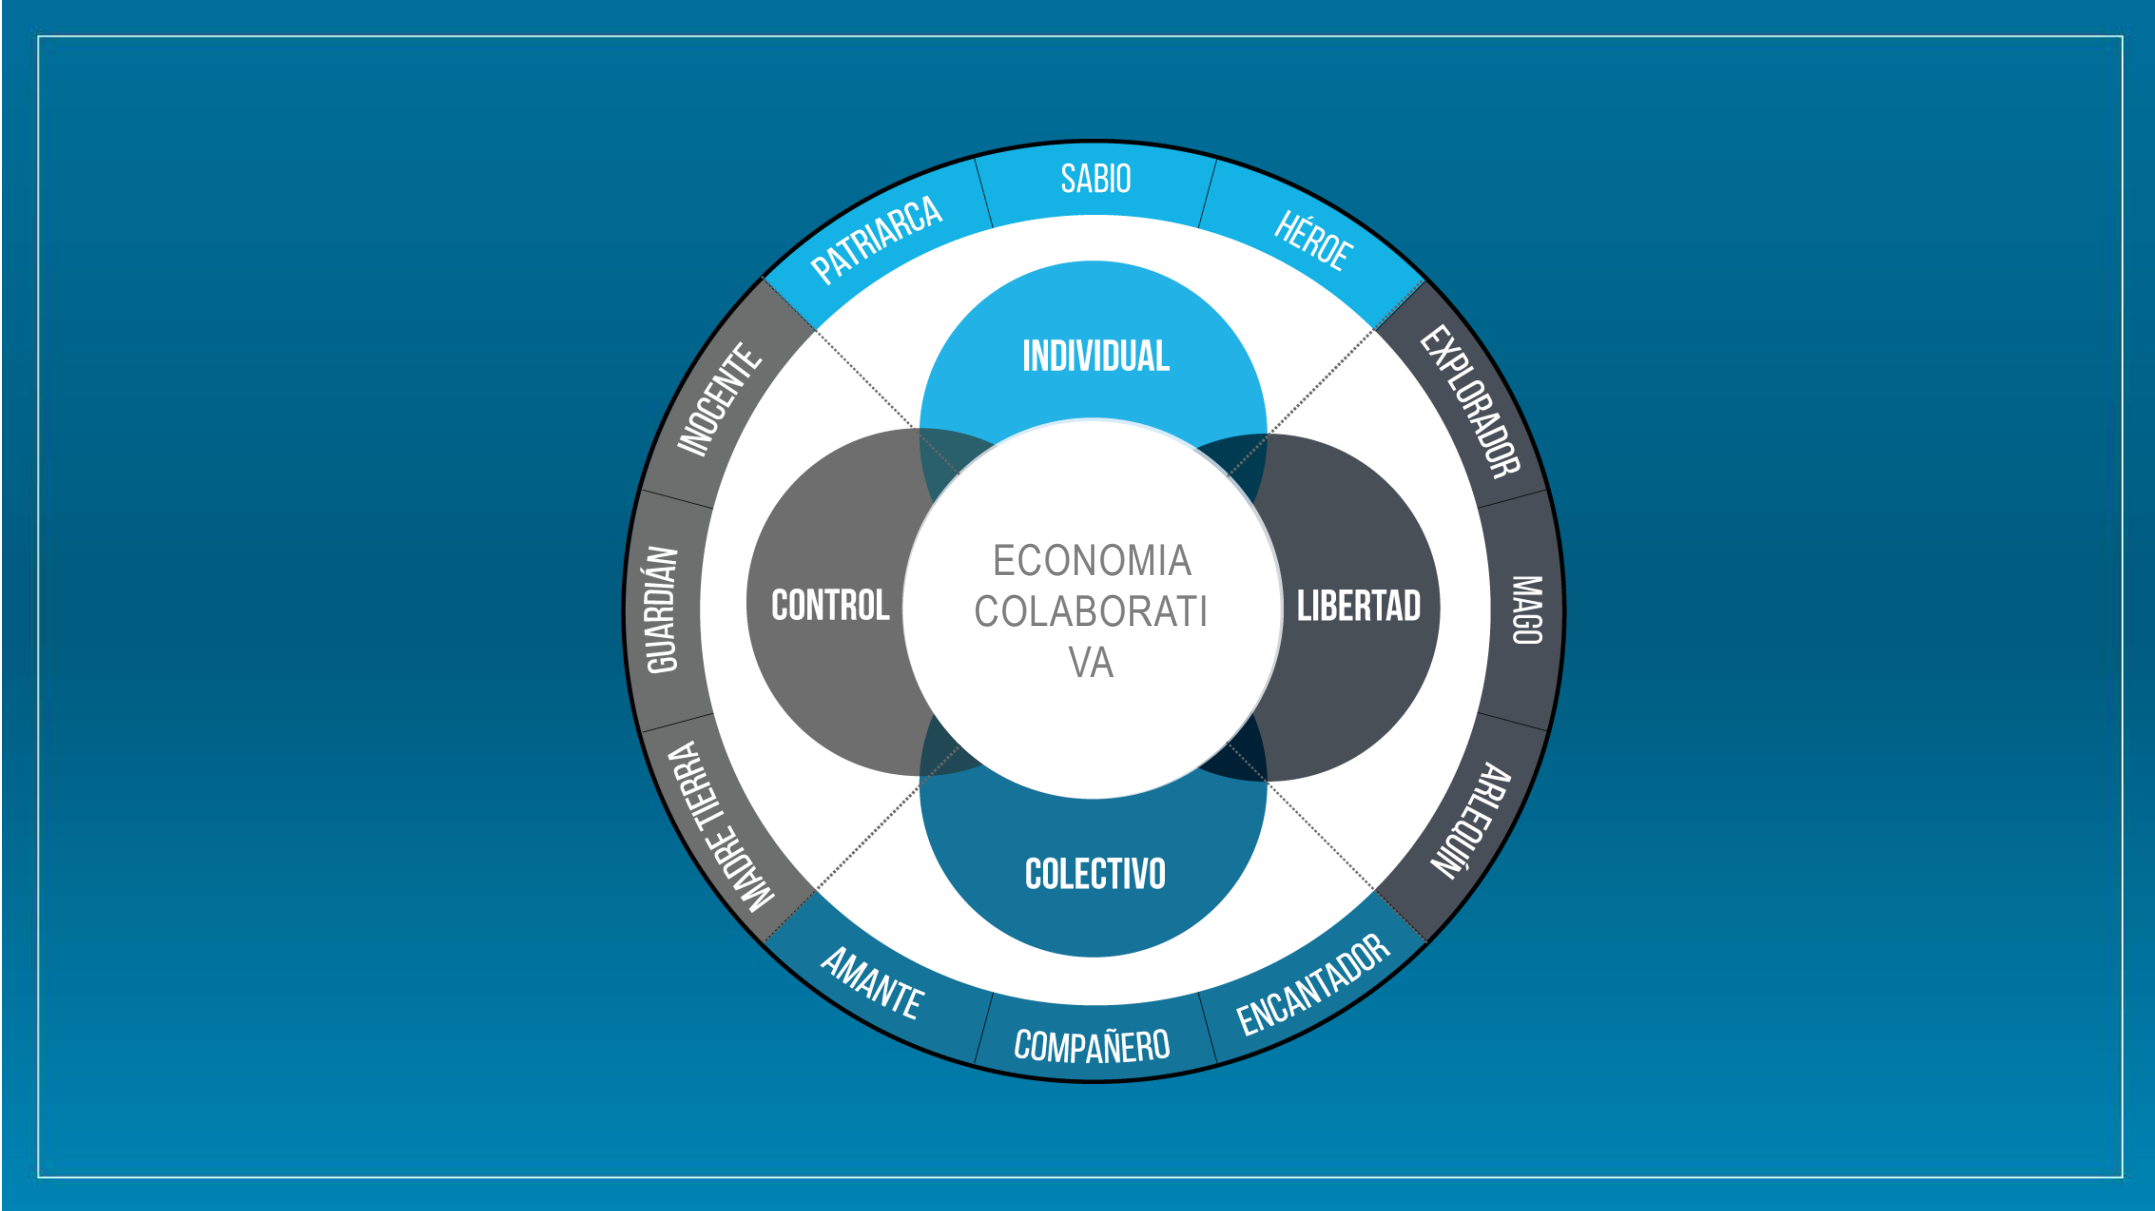 SABIO
PATRIARCA
HÉROE
INDIVIDUAL
INOCENTE
EXPLORADOR
ECONOMIA
COLABORATI
VA
CONTROL
LIBERTAD
GUARDIÁN
MAGO
MADRE TIERRA
ARLEQUÍN
COLECTIVO
AMANTE
ENCANTADOR
COMPAÑERO